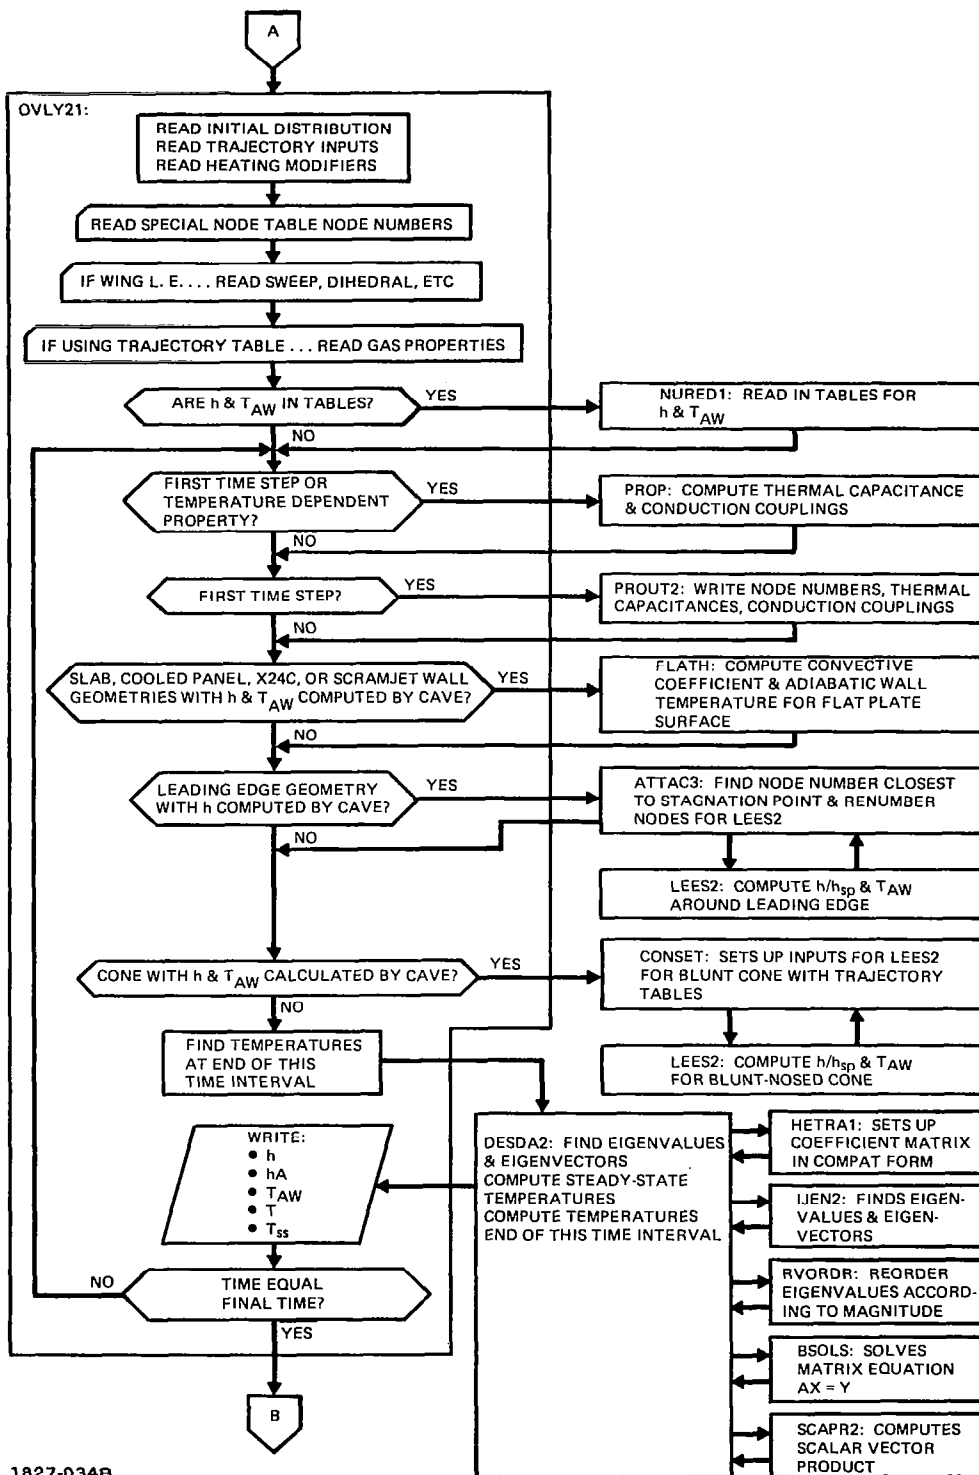 A
OVLY21:
READ INITIAL DISTRIBUTION
READ TRAJECTORY INPUTS
READ HEATING MODIFIERS
READ SPECIAL NODE TABLE NODE NUMBERS
IF WING L. E. . . . READ SWEEP, DIHEDRAL, ETC
IF USING TRAJECTORY TABLE . . . READ GAS PROPERTIES
ARE h & TAW IN TABLES?
YES
NURED1: READ IN TABLES FOR
h & TAW
NO
FIRST TIME STEP OR
TEMPERATURE DEPENDENT
PROPERTY?
YES
PROP: COMPUTE THERMAL CAPACITANCE
& CONDUCTION COUPLINGS
NO
FIRST TIME STEP?
YES
PROUT2: WRITE NODE NUMBERS, THERMAL
CAPACITANCES, CONDUCTION COUPLINGS
NO
SLAB, COOLED PANEL, X24C, OR SCRAMJET WALL
GEOMETRIES WITH h & TAW COMPUTED BY CAVE?
YES
FLATH: COMPUTE CONVECTIVE
COEFFICIENT & ADIABATIC WALL
TEMPERATURE FOR FLAT PLATE
SURFACE
NO
LEADING EDGE GEOMETRY
WITH h COMPUTED BY CAVE?
YES
ATTAC3: FIND NODE NUMBER CLOSEST
TO STAGNATION POINT & RENUMBER
NODES FOR LEES2
NO
LEES2: COMPUTE h/hsp & TAW
AROUND LEADING EDGE
CONE WITH h & TAW CALCULATED BY CAVE?
YES
CONSET: SETS UP INPUTS FOR LEES2
FOR BLUNT CONE WITH TRAJECTORY
TABLES
NO
LEES2: COMPUTE h/hsp & TAW
FOR BLUNT-NOSED CONE
FIND TEMPERATURES
AT END OF THIS
TIME INTERVAL
DESDA2: FIND EIGENVALUES
& EIGENVECTORS
COMPUTE STEADY-STATE
TEMPERATURES
COMPUTE TEMPERATURES
END OF THIS TIME INTERVAL
HETRA1: SETS UP
COEFFICIENT MATRIX
IN COMPAT FORM
IJEN2: FINDS EIGEN-
VALUES & EIGEN-
VECTORS
RVORDR: REORDER
EIGENVALUES ACCORD-
ING TO MAGNITUDE
BSOLS: SOLVES
MATRIX EQUATION
AX = Y
SCAPR2: COMPUTES
SCALAR VECTOR
PRODUCT
WRITE:
• h
• hA
• TAW
• T
• Tss
NO
TIME EQUAL
FINAL TIME?
YES
B
1827-034B